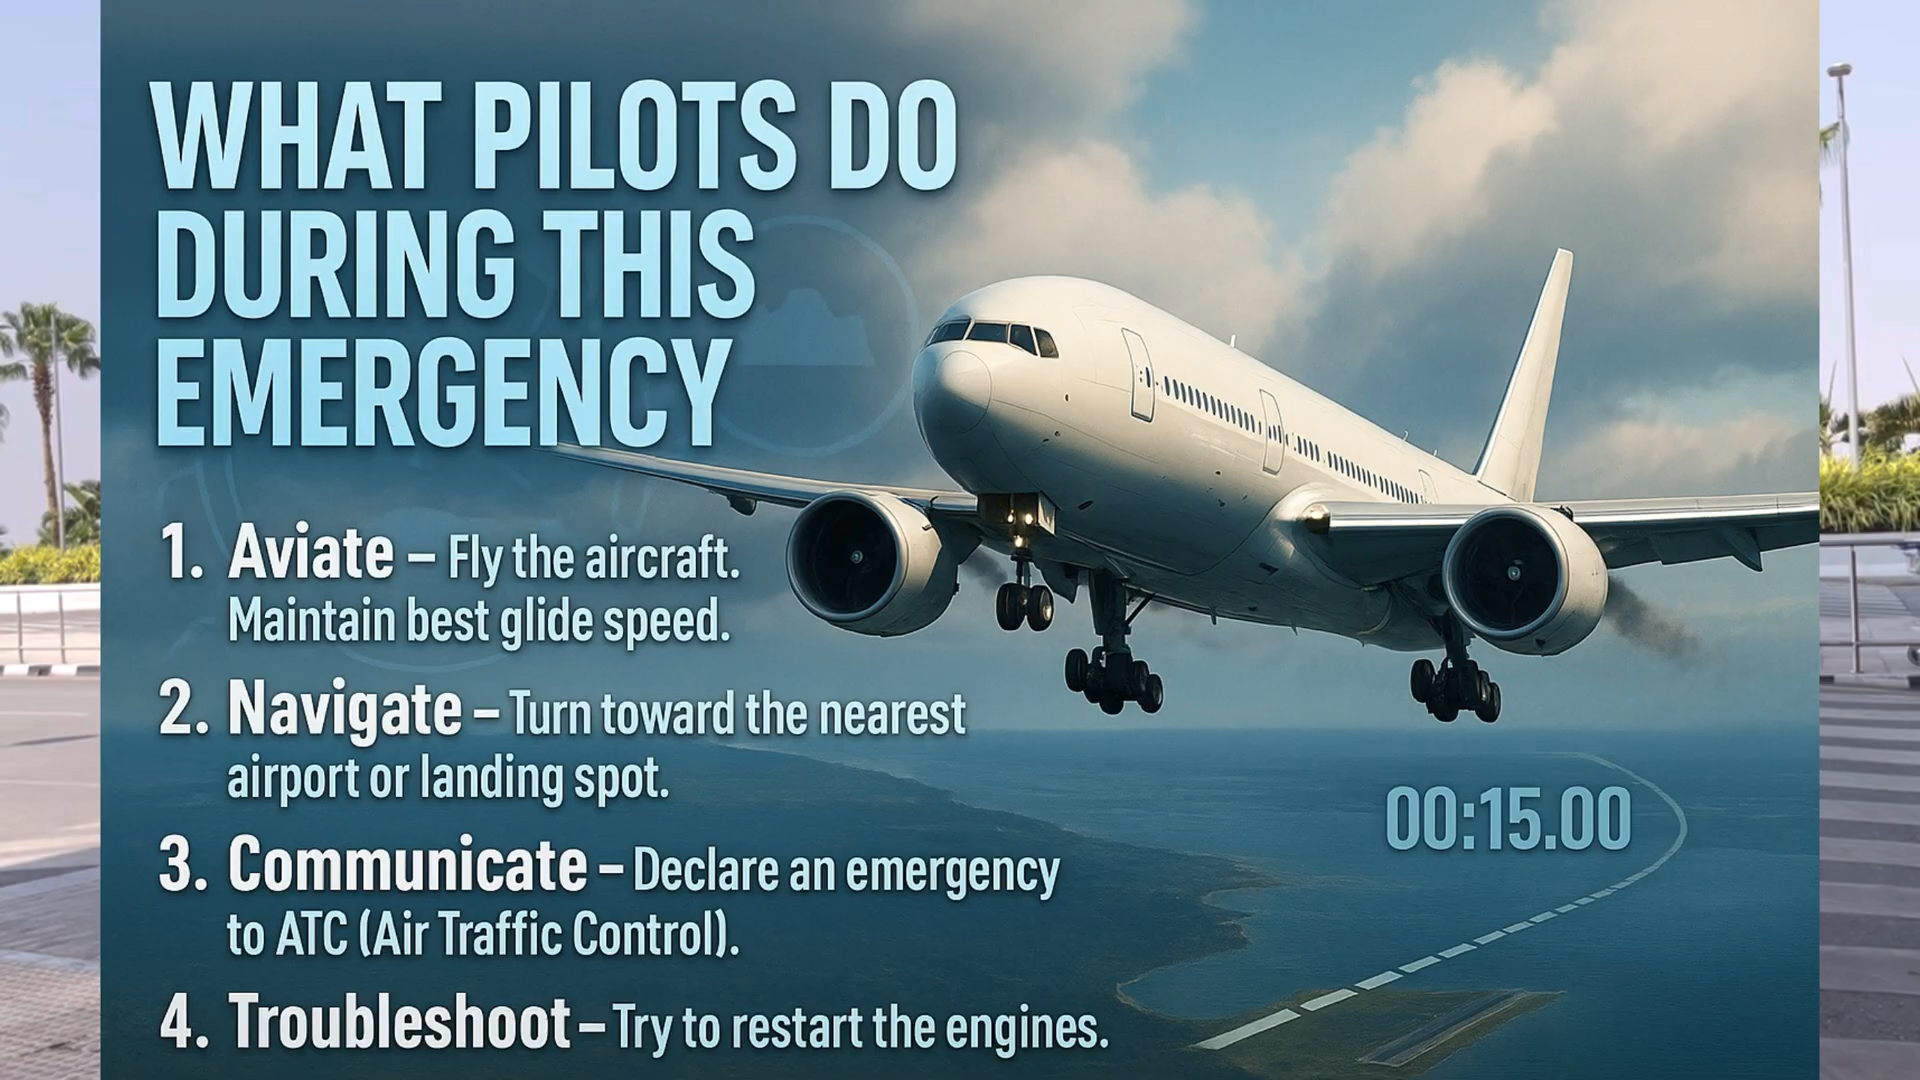 WHAT PILOTS DO
DURING THIS
EMERGENCY
1. Aviate – Fly the aircraft.
Maintain best glide speed.
2. Navigate – Turn toward the nearest
airport or landing spot.
3. Communicate – Declare an emergency
to ATC (Air Traffic Control).
4. Troubleshoot – Try to restart the engines.
00:15.00